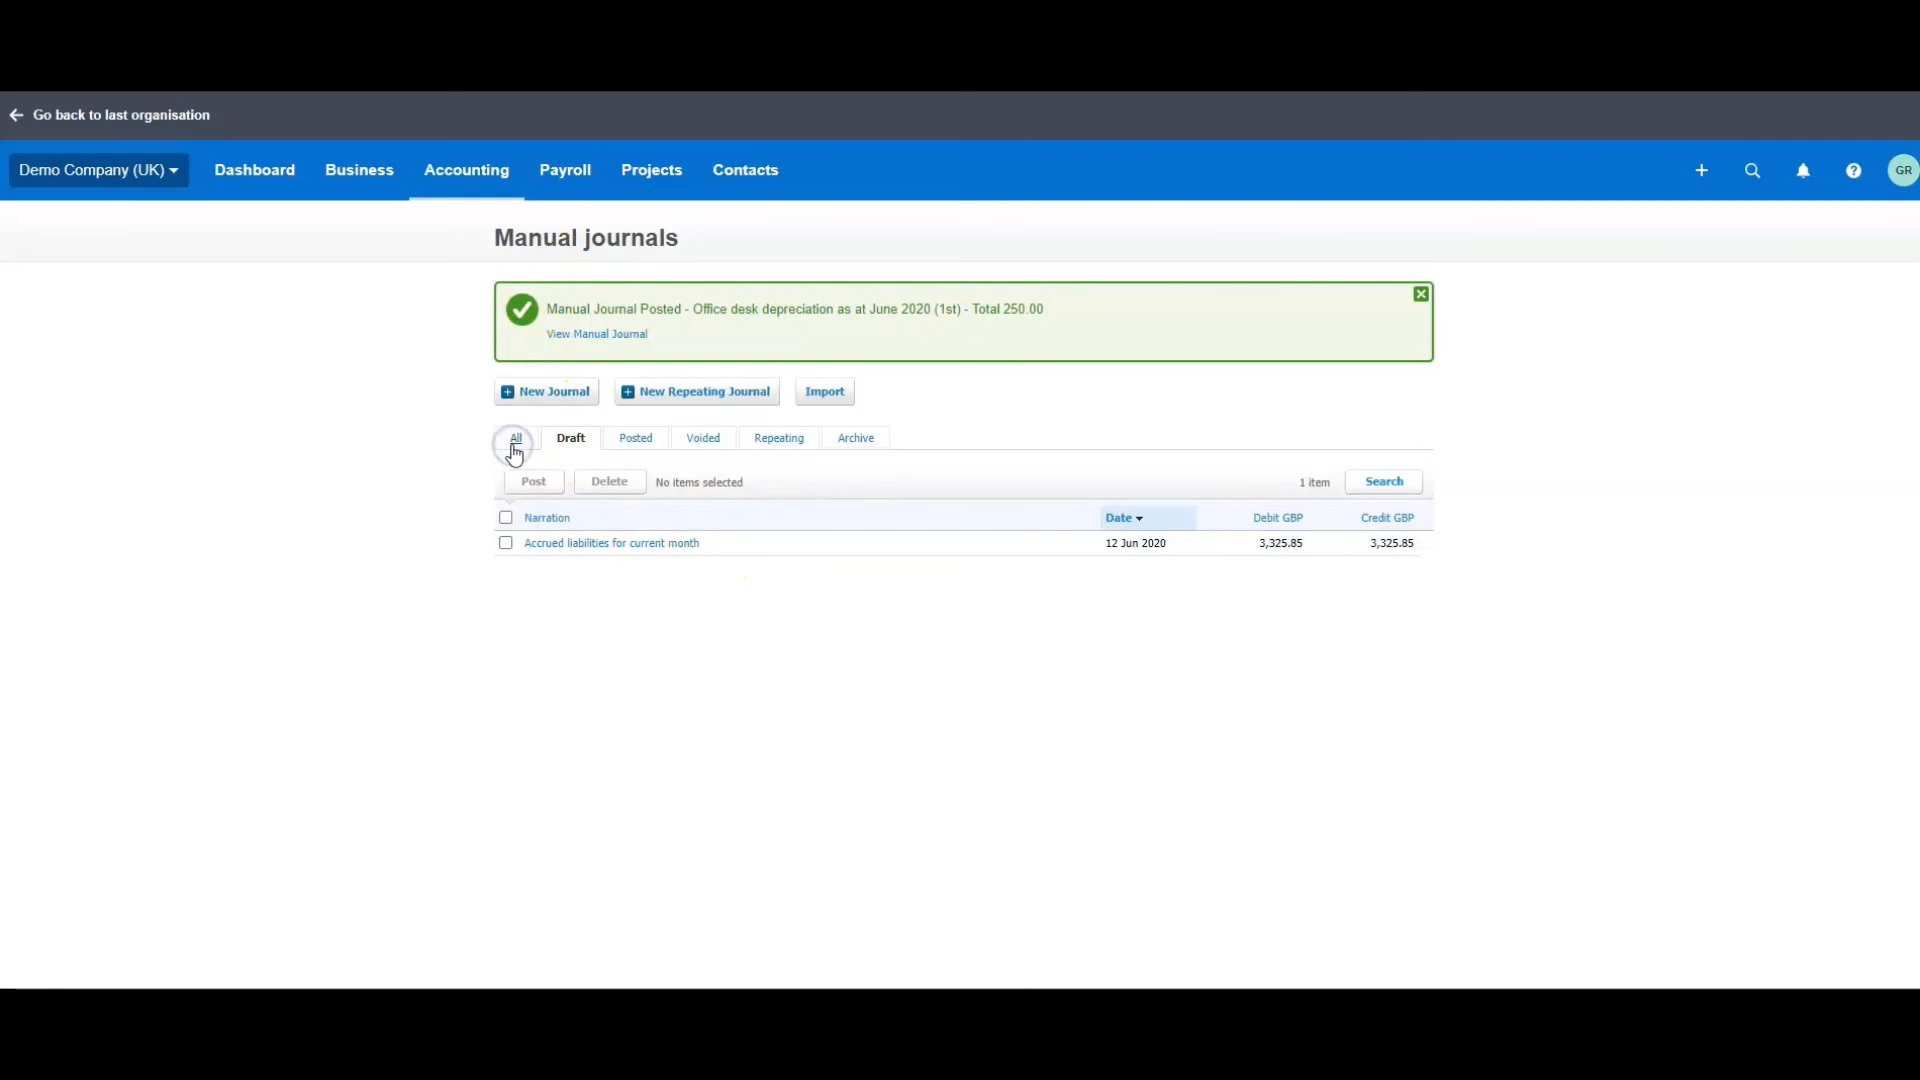 Go back to last organisation
Demo Company (UK) Dashboard Business Accounting Payroll Projects Contacts GR
Manual journals
Manual Journal Posted - Office desk depreciation as at June 2020 (1st) - Total 250.00
View Manual Journal
New Journal New Repeating Journal Import
All Draft Posted Voided Repeating Archive
Post Delete No items selected 1 item Search
Narration Date Debit GBP Credit GBP
Accrued liabilities for current month 12 Jun 2020 3,325.85 3,325.85